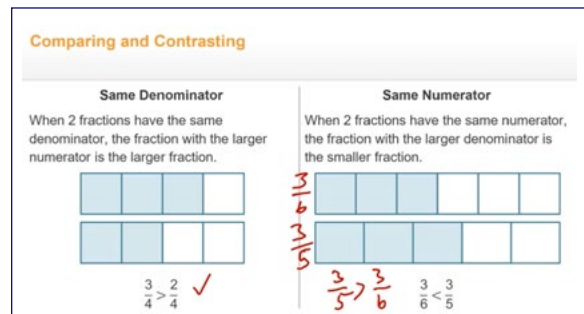 Comparing and Contrasting
Same Denominator
When 2 fractions have the same
denominator, the fraction with the larger
numerator is the larger fraction.
3/4 > 2/4 ✓
Same Numerator
When 2 fractions have the same numerator,
the fraction with the larger denominator is
the smaller fraction.
3/6
3/5
3/5 > 3/6 3/6 < 3/5